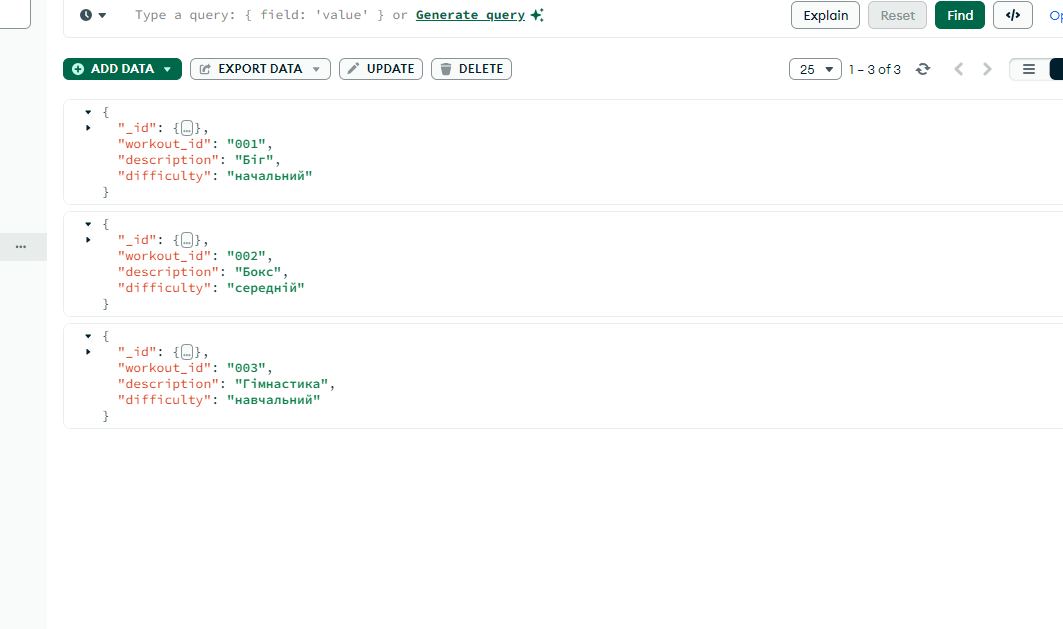 Type a query: { field: 'value' } or Generate query
Explain
Reset
Find
</>
ADD DATA
EXPORT DATA
UPDATE
DELETE
25
1 – 3 of 3
{
"_id": {…},
"workout_id": "001",
"description": "Біг",
"difficulty": "начальний"
}
{
"_id": {…},
"workout_id": "002",
"description": "Бокс",
"difficulty": "середній"
}
{
"_id": {…},
"workout_id": "003",
"description": "Гімнастика",
"difficulty": "навчальний"
}